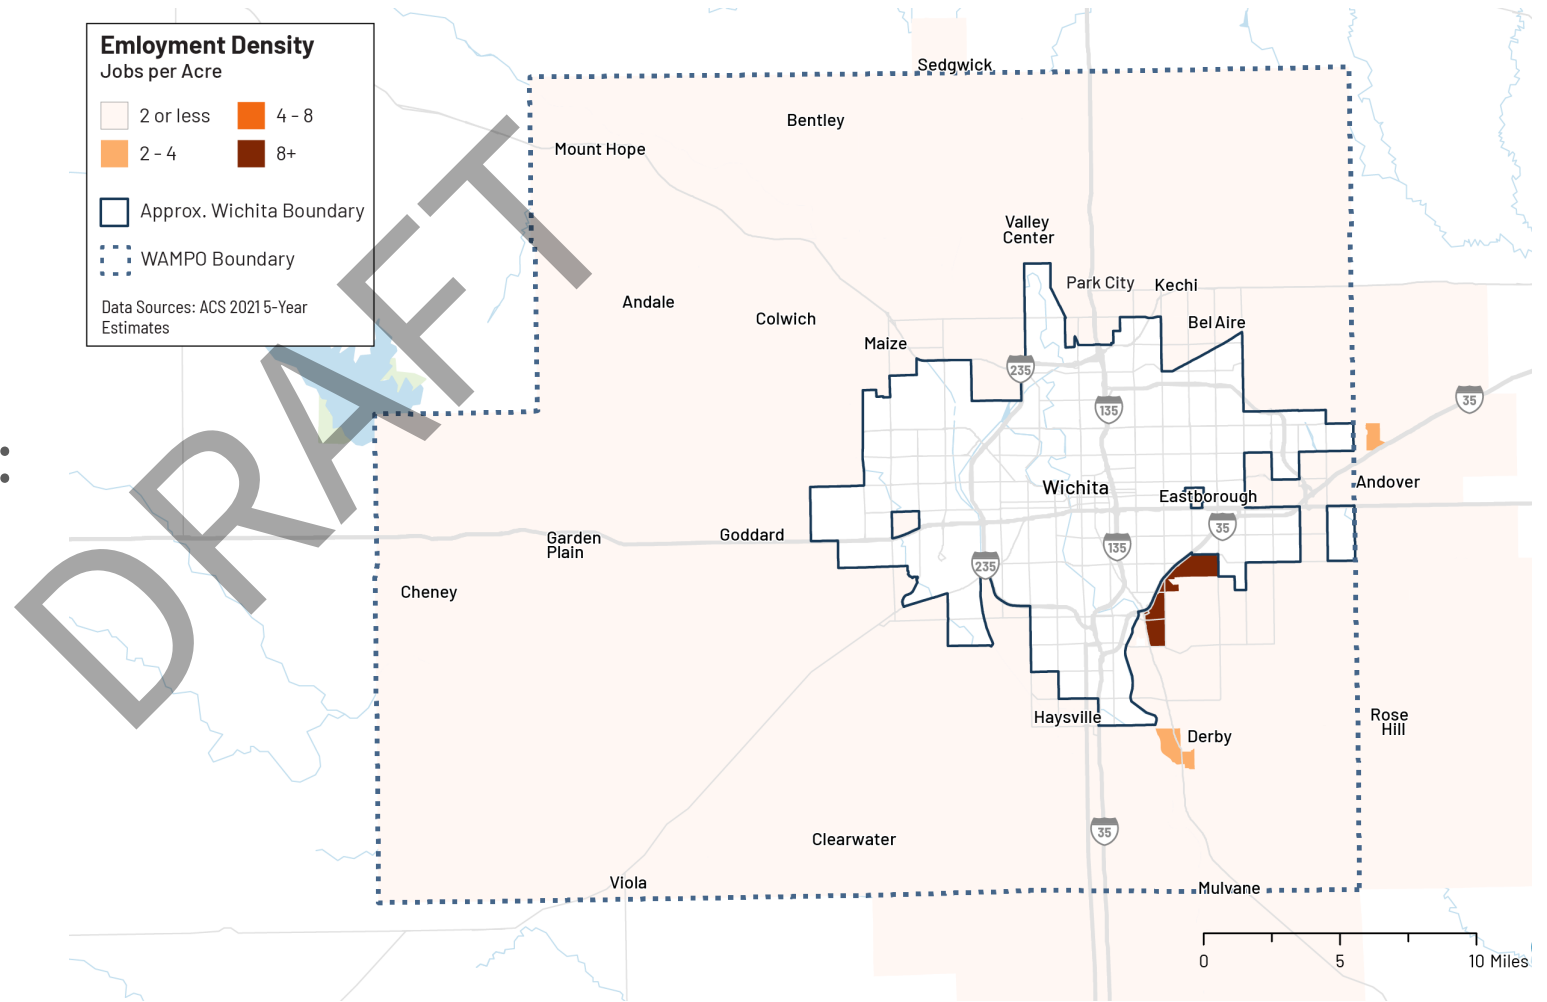 Emloyment Density
Jobs per Acre
2 or less
4 - 8
2 - 4
8+
Approx. Wichita Boundary
WAMPO Boundary
Data Sources: ACS 2021 5-Year
Estimates
DRAFT
:
Sedgwick
Bentley
Mount Hope
Valley
Center
Park City
Kechi
Andale
Colwich
Bel Aire
Maize
235
135
35
Andover
Wichita
Eastborough
35
Goddard
Garden
Plain
135
235
Cheney
Haysville
Rose
Hill
Derby
35
Clearwater
Viola
Mulvane
0
5
10 Miles